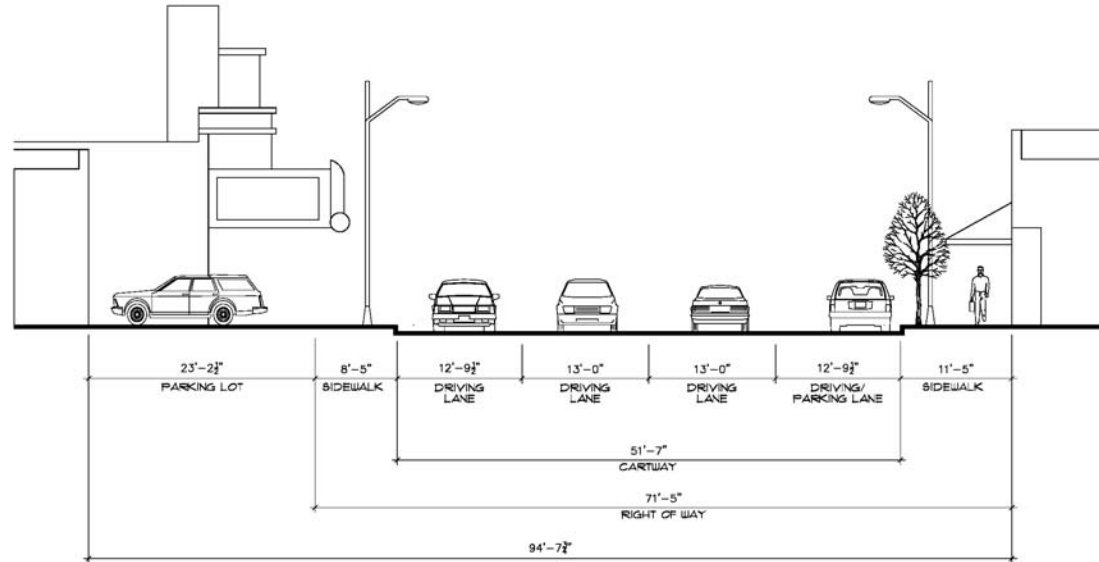 23'-2¾"
PARKING LOT
8'-5"
SIDEWALK
12'-9½"
DRIVING
LANE
13'-0"
DRIVING
LANE
13'-0"
DRIVING
LANE
12'-9½"
DRIVING/
PARKING LANE
11'-5"
SIDEWALK
51'-7"
CARTWAY
71'-5"
RIGHT OF WAY
94'-7¾"